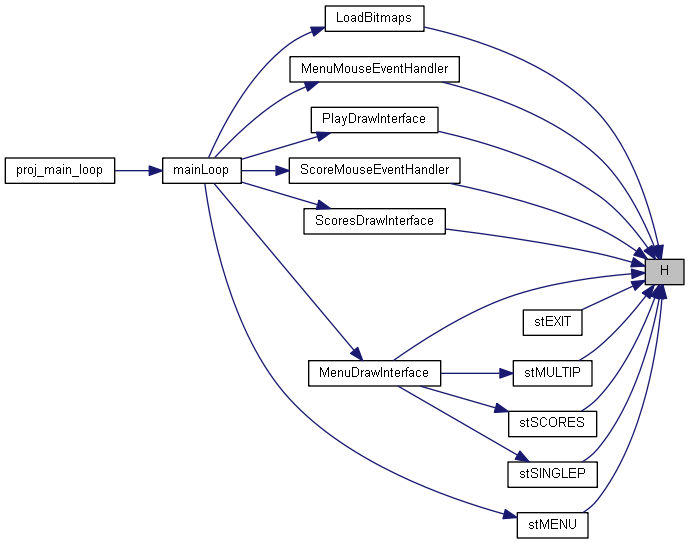 LoadBitmaps
MenuMouseEventHandler
PlayDrawInterface
proj_main_loop
mainLoop
ScoreMouseEventHandler
ScoresDrawInterface
H
stEXIT
MenuDrawInterface
stMULTIP
stSCORES
stSINGLEP
stMENU